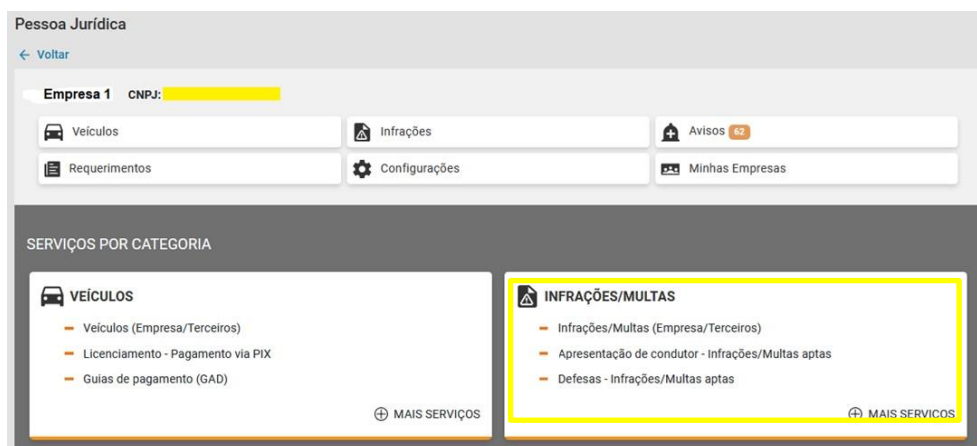 Pessoa Jurídica
← Voltar
Empresa 1 CNPJ:
Veículos
Infrações
Avisos 62
Requerimentos
Configurações
Minhas Empresas
SERVIÇOS POR CATEGORIA
VEÍCULOS
Veículos (Empresa/Terceiros)
Licenciamento - Pagamento via PIX
Guias de pagamento (GAD)
MAIS SERVIÇOS
INFRAÇÕES/MULTAS
Infrações/Multas (Empresa/Terceiros)
Apresentação de condutor - Infrações/Multas aptas
Defesas - Infrações/Multas aptas
MAIS SERVIÇOS